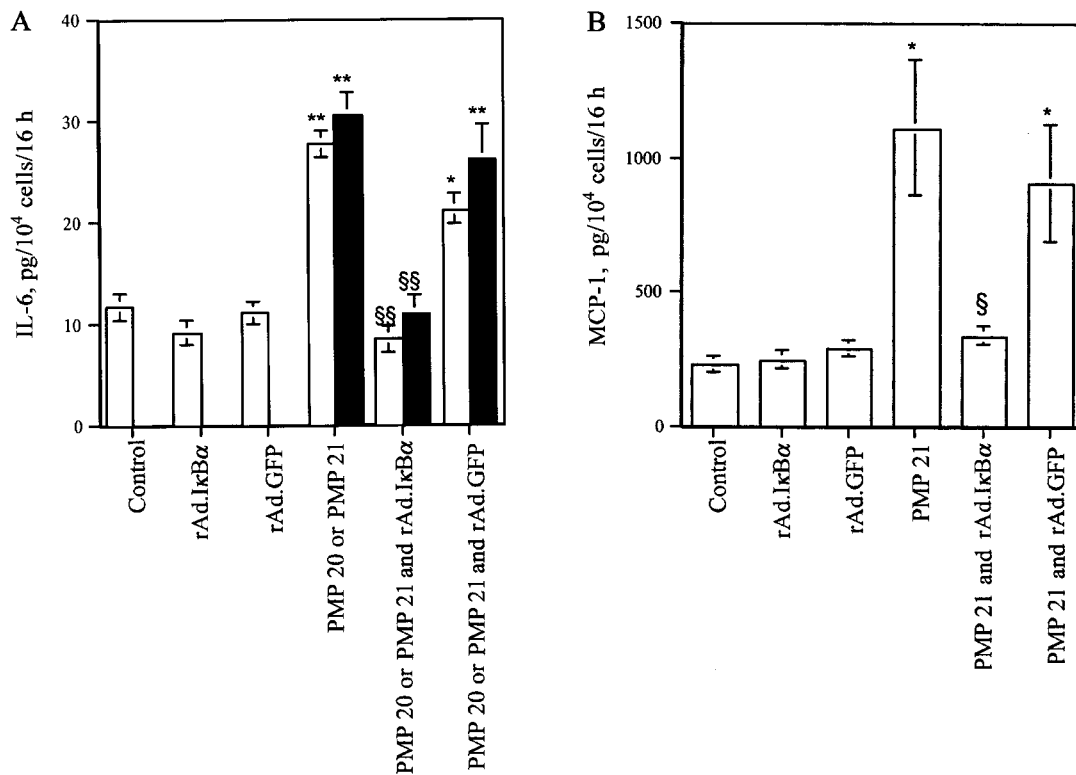 A
IL-6, pg/10⁴ cells/16 h
40
30
20
10
0
**
**
§§
§§
*
**
Control
rAd.IκBα
rAd.GFP
PMP 20 or PMP 21
PMP 20 or PMP 21 and rAd.IκBα
PMP 20 or PMP 21 and rAd.GFP
B
MCP-1, pg/10⁴ cells/16 h
1500
1000
500
0
*
§
*
Control
rAd.IκBα
rAd.GFP
PMP 21
PMP 21 and rAd.IκBα
PMP 21 and rAd.GFP